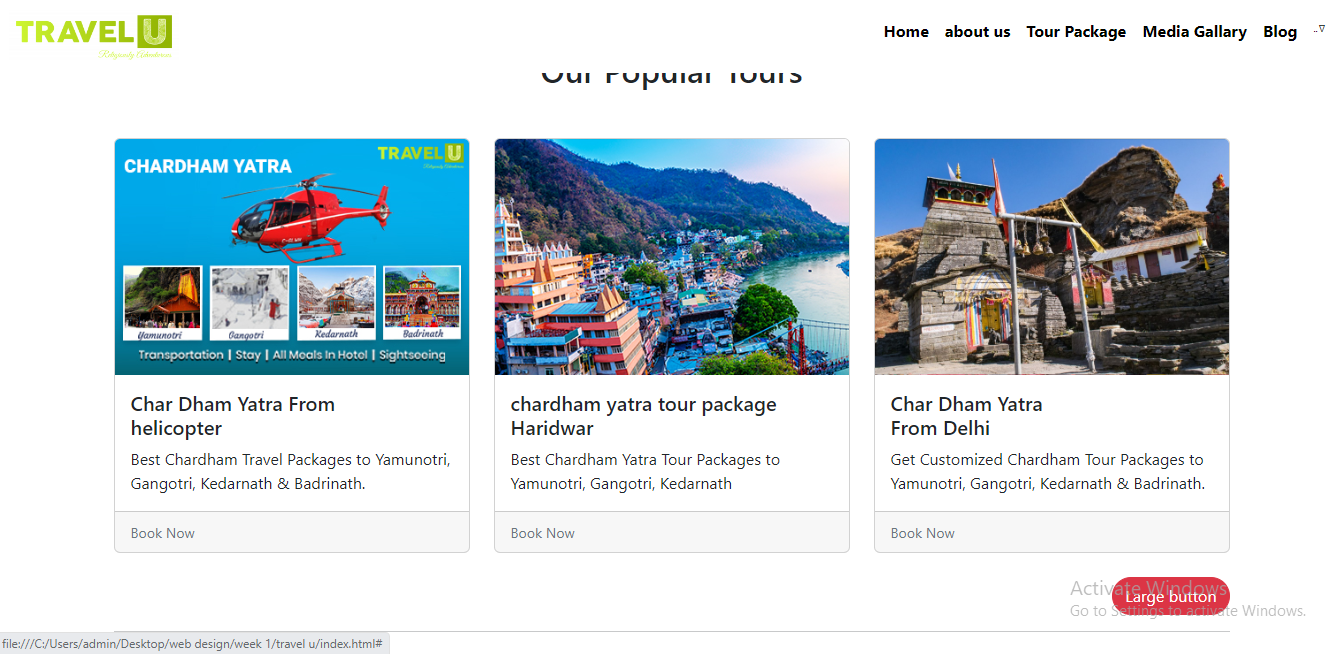 TRAVEL U
Religiously Adventurous
Home about us Tour Package Media Gallary Blog
Our Popular Tours
TRAVEL U
CHARDHAM YATRA
Yamunotri Gangotri Kedarnath Badrinath
Transportation | Stay | All Meals In Hotel | Sightseeing
Char Dham Yatra From
helicopter
Best Chardham Travel Packages to Yamunotri,
Gangotri, Kedarnath & Badrinath.
Book Now
chardham yatra tour package
Haridwar
Best Chardham Yatra Tour Packages to
Yamunotri, Gangotri, Kedarnath
Book Now
Char Dham Yatra
From Delhi
Get Customized Chardham Tour Packages to
Yamunotri, Gangotri, Kedarnath & Badrinath.
Book Now
Large button
Activate Windows
Go to Settings to activate Windows.
file:///C:/Users/admin/Desktop/web design/week 1/travel u/index.html#